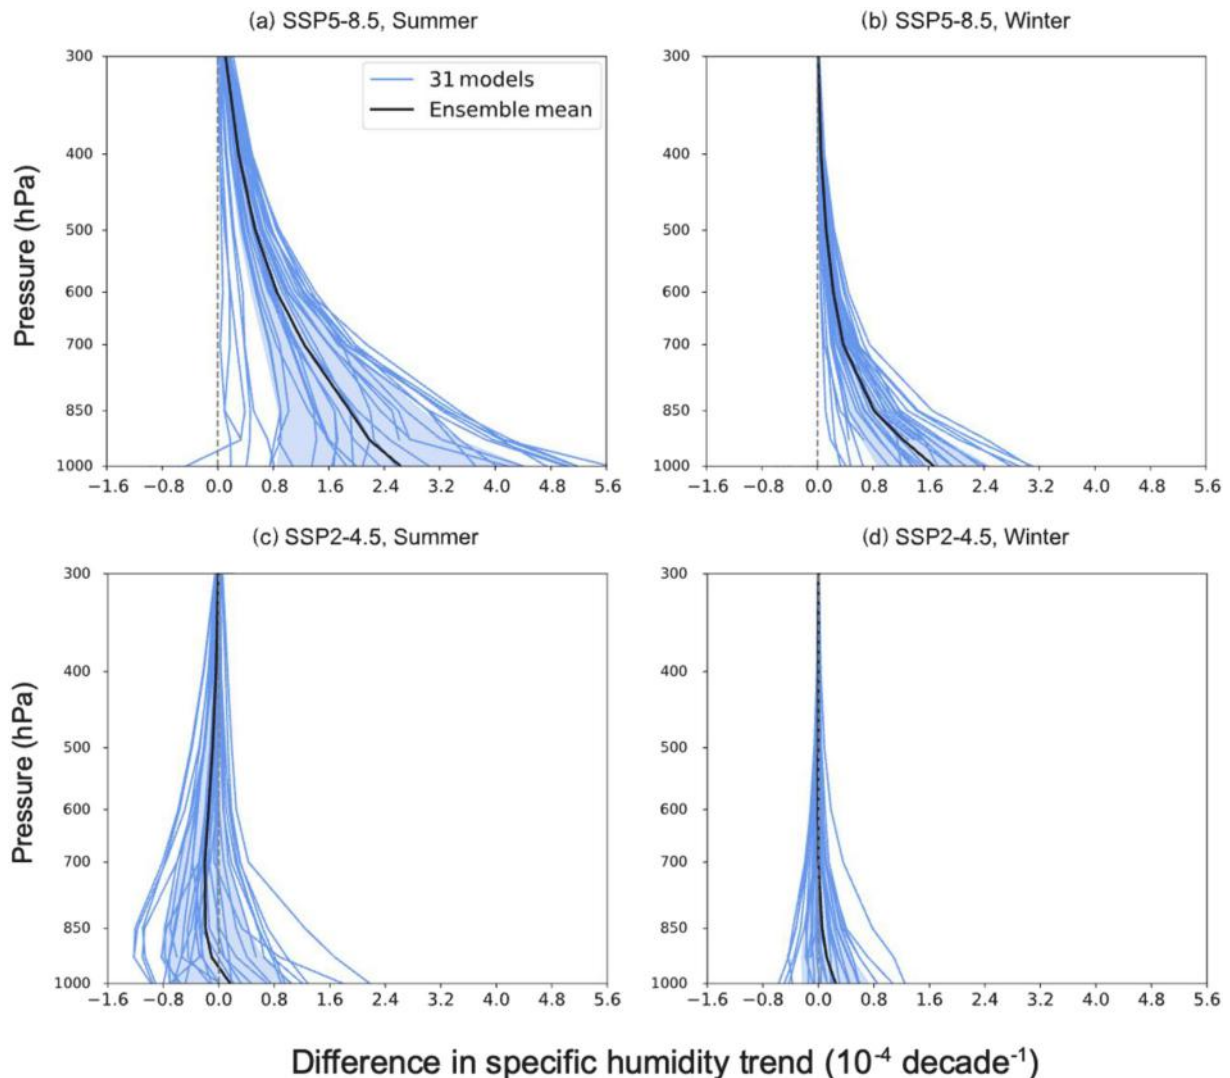 (a) SSP5-8.5, Summer
(b) SSP5-8.5, Winter
300
400
500
600
700
850
1000
−1.6 −0.8 0.0 0.8 1.6 2.4 3.2 4.0 4.8 5.6
31 models
Ensemble mean
Pressure (hPa)
300
400
500
600
700
850
1000
−1.6 −0.8 0.0 0.8 1.6 2.4 3.2 4.0 4.8 5.6
(c) SSP2-4.5, Summer
(d) SSP2-4.5, Winter
300
400
500
600
700
850
1000
−1.6 −0.8 0.0 0.8 1.6 2.4 3.2 4.0 4.8 5.6
Pressure (hPa)
300
400
500
600
700
850
1000
−1.6 −0.8 0.0 0.8 1.6 2.4 3.2 4.0 4.8 5.6
Difference in specific humidity trend (10⁻⁴ decade⁻¹)